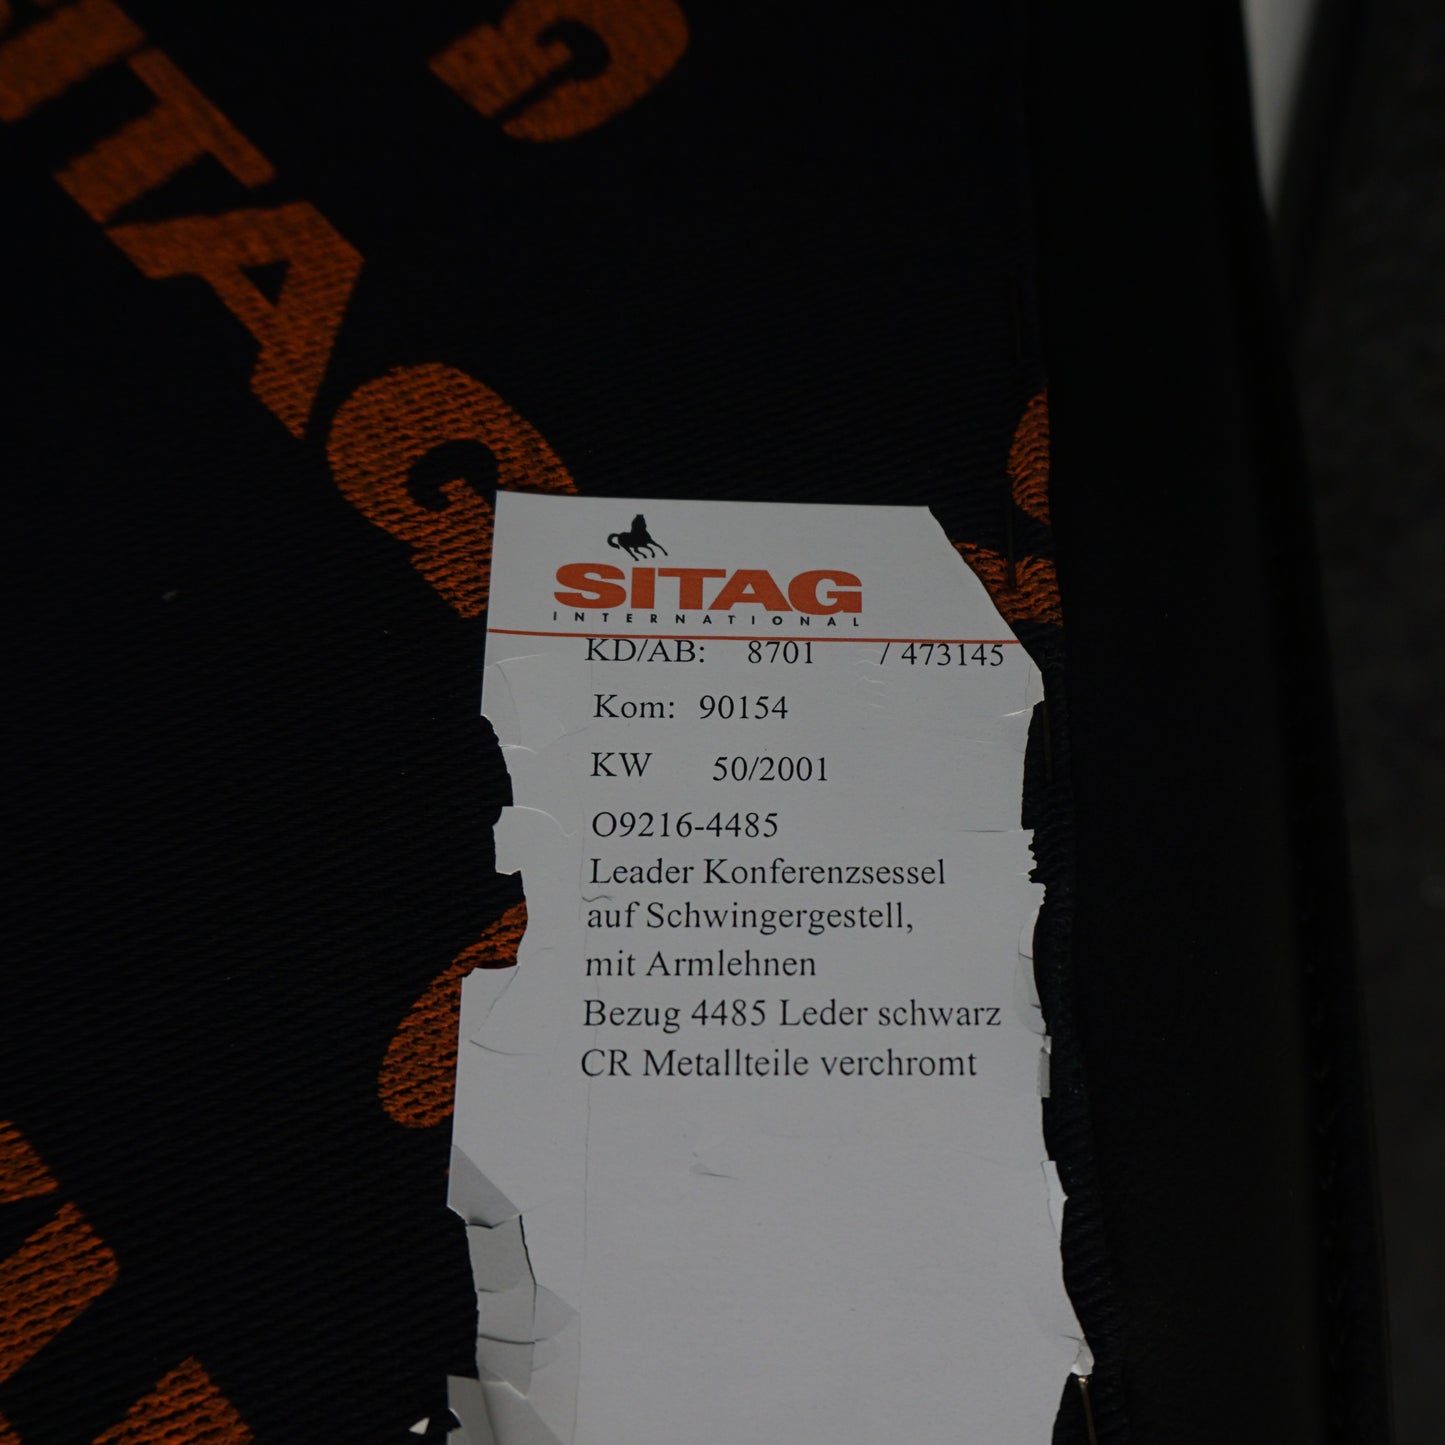 SITAG
SITAG
INTERNATIONAL
KD/AB: 8701 / 473145
Kom: 90154
KW 50/2001
O9216-4485
Leader Konferenzsessel
auf Schwingergestell,
mit Armlehnen
Bezug 4485 Leder schwarz
CR Metallteile verchromt